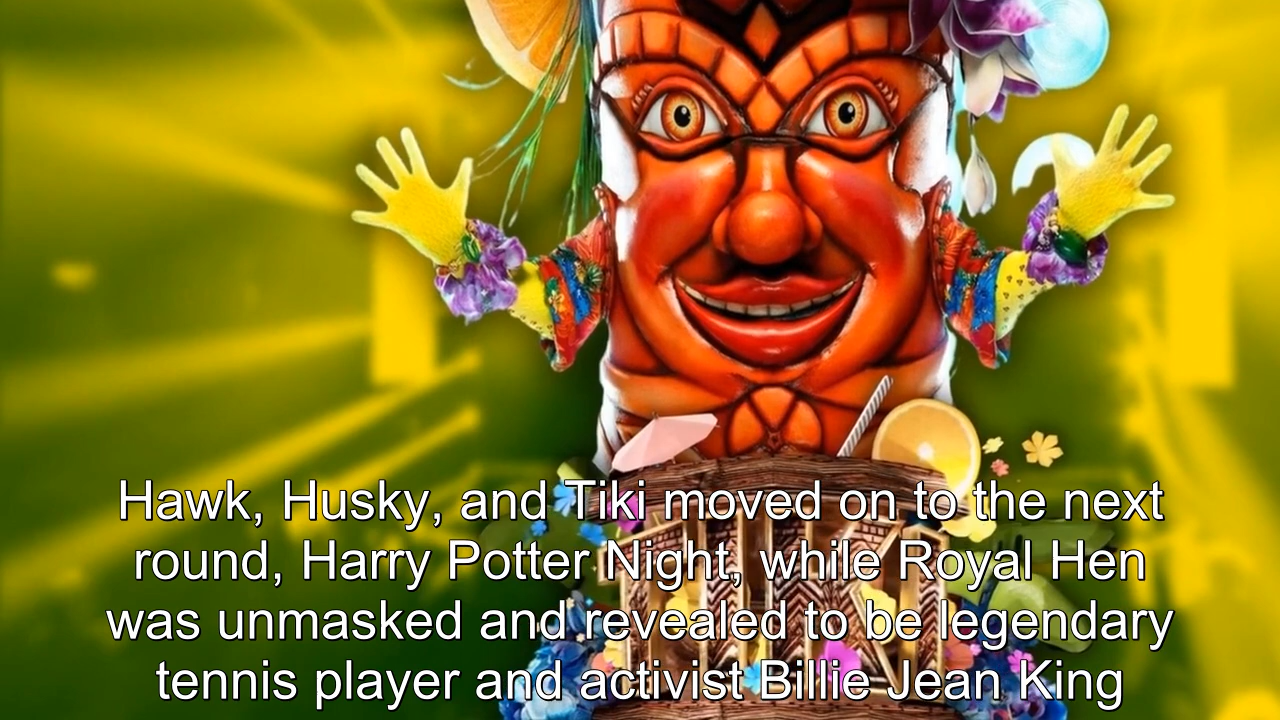 Hawk, Husky, and Tiki moved on to the next
round, Harry Potter Night, while Royal Hen
was unmasked and revealed to be legendary
tennis player and activist Billie Jean King